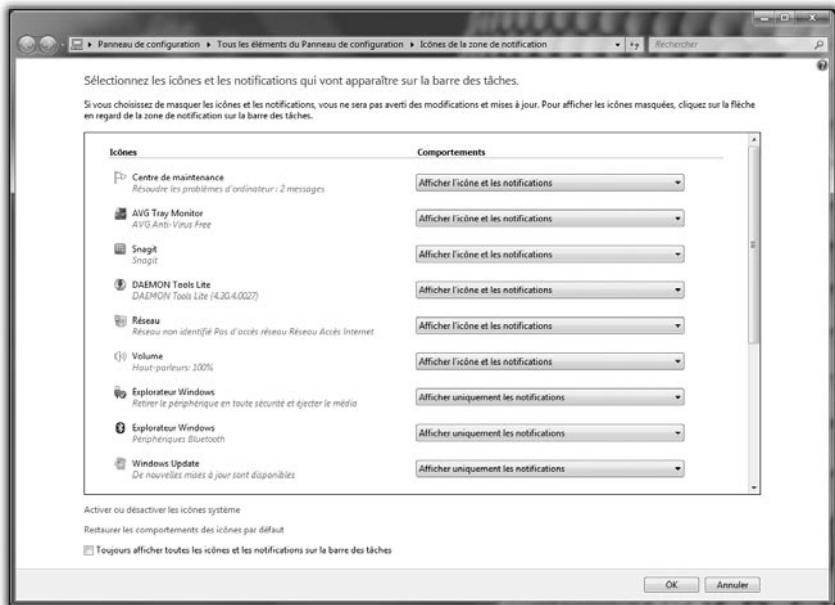 Panneau de configuration ▸ Tous les éléments du Panneau de configuration ▸ Icônes de la zone de notification
Rechercher
Sélectionnez les icônes et les notifications qui vont apparaître sur la barre des tâches.
Si vous choisissez de masquer les icônes et les notifications, vous ne sera pas averti des modifications et mises à jour. Pour afficher les icônes masquées, cliquez sur la flèche
en regard de la zone de notification sur la barre des tâches.
Icônes Comportements
Centre de maintenance
Résoudre les problèmes d'ordinateur : 2 messages
Afficher l'icône et les notifications
AVG Tray Monitor
AVG Anti-Virus Free
Afficher l'icône et les notifications
Snagit
Snagit
Afficher l'icône et les notifications
DAEMON Tools Lite
DAEMON Tools Lite (4.30.4.0027)
Afficher l'icône et les notifications
Réseau
Réseau non identifié Pas d'accès réseau Réseau Accès Internet
Afficher l'icône et les notifications
Volume
Haut-parleurs: 100%
Afficher l'icône et les notifications
Explorateur Windows
Retirer le périphérique en toute sécurité et éjecter le média
Afficher uniquement les notifications
Explorateur Windows
Périphériques Bluetooth
Afficher uniquement les notifications
Windows Update
De nouvelles mises à jour sont disponibles
Afficher uniquement les notifications
Activer ou désactiver les icônes système
Restaurer les comportements des icônes par défaut
Toujours afficher toutes les icônes et les notifications sur la barre des tâches
OK Annuler